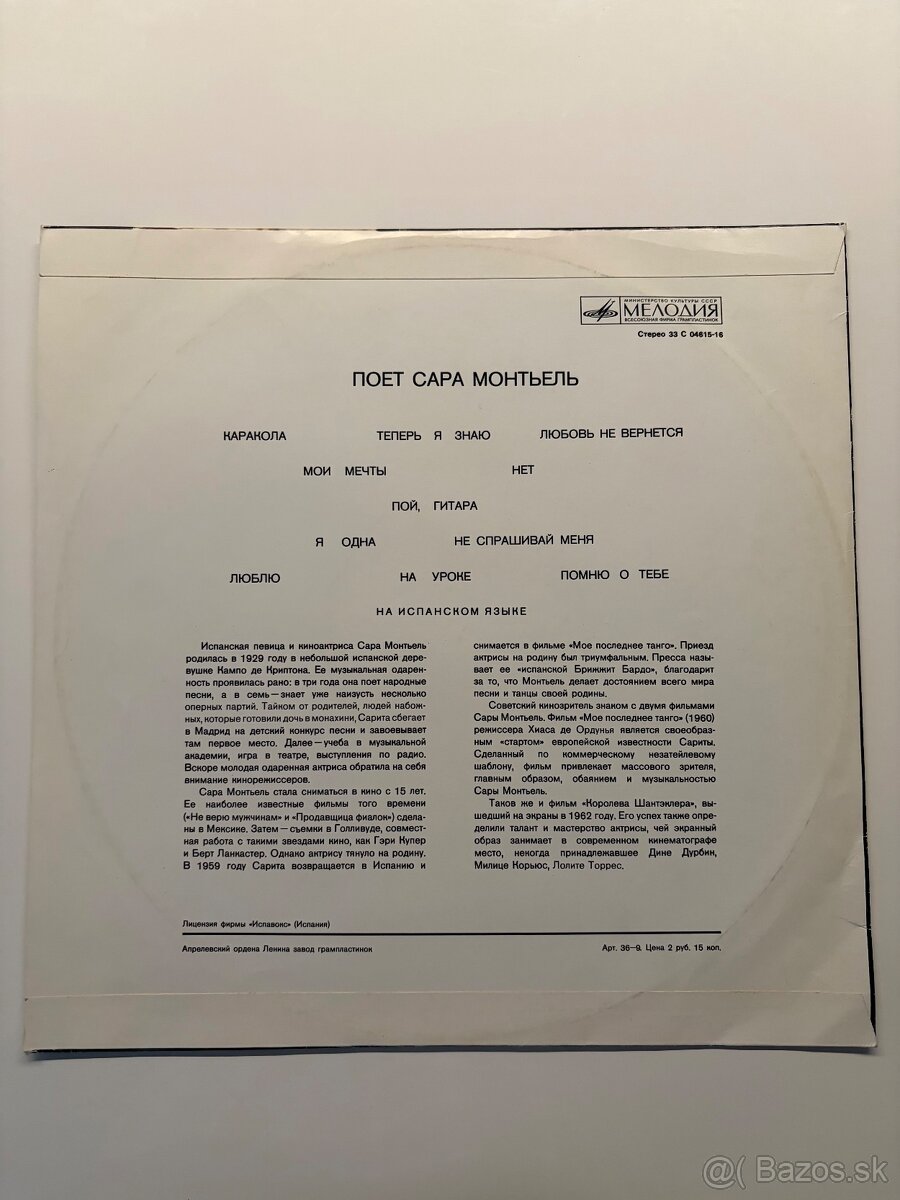 МИНИСТЕРСТВО КУЛЬТУРЫ СССР
МЕЛОДИЯ
ВСЕСОЮЗНАЯ ФИРМА ГРАМПЛАСТИНОК
Стерео 33 С 04615-16
ПОЕТ САРА МОНТЬЕЛЬ
КАРАКОЛА ТЕПЕРЬ Я ЗНАЮ ЛЮБОВЬ НЕ ВЕРНЕТСЯ
МОИ МЕЧТЫ НЕТ
ПОЙ, ГИТАРА
Я ОДНА НЕ СПРАШИВАЙ МЕНЯ
ЛЮБЛЮ НА УРОКЕ ПОМНЮ О ТЕБЕ
НА ИСПАНСКОМ ЯЗЫКЕ
Испанская певица и киноактриса Сара Монтьель
родилась в 1929 году в небольшой испанской дере-
вушке Кампо де Криптона. Ее музыкальная одарен-
ность проявилась рано: в три года она поет народные
песни, а в семь—знает уже наизусть несколько
оперных партий. Тайком от родителей, людей набож-
ных, которые готовили дочь в монахини, Сарита сбегает
в Мадрид на детский конкурс песни и завоевывает
там первое место. Далее—учеба в музыкальной
академии, игра в театре, выступления по радио.
Вскоре молодая одаренная актриса обратила на себя
внимание кинорежиссеров.
Сара Монтьель стала сниматься в кино с 15 лет.
Ее наиболее известные фильмы того времени
(«Не верю мужчинам» и «Продавщица фиалок») сдела-
ны в Мексике. Затем—съемки в Голливуде, совмест-
ная работа с такими звездами кино, как Гэри Купер
и Берт Ланкастер. Однако актрису тянуло на родину.
В 1959 году Сарита возвращается в Испанию и
снимается в фильме «Мое последнее танго». Приезд
актрисы на родину был триумфальным. Пресса назы-
вает ее «испанской Брижжит Бардо», благодарит
за то, что Монтьель делает достоянием всего мира
песни и танцы своей родины.
Советский кинозритель знаком с двумя фильмами
Сары Монтьель. Фильм «Мое последнее танго» (1960)
режиссера Хиаса де Ордунья является своеобраз-
ным «стартом» европейской известности Сариты.
Сделанный по коммерческому незатейливому
шаблону, фильм привлекает массового зрителя,
главным образом, обаянием и музыкальностью
Сары Монтьель.
Таков же и фильм «Королева Шантэклера», вы-
шедший на экраны в 1962 году. Его успех также опре-
делили талант и мастерство актрисы, чей экранный
образ занимает в современном кинематографе
место, некогда принадлежавшее Дине Дурбин,
Милице Корьюс, Лолите Торрес.
Лицензия фирмы «Испавокс» (Испания)
Апрелевский ордена Ленина завод грампластинок
Арт. 36—9. Цена 2 руб. 15 коп.
@( Bazos.sk